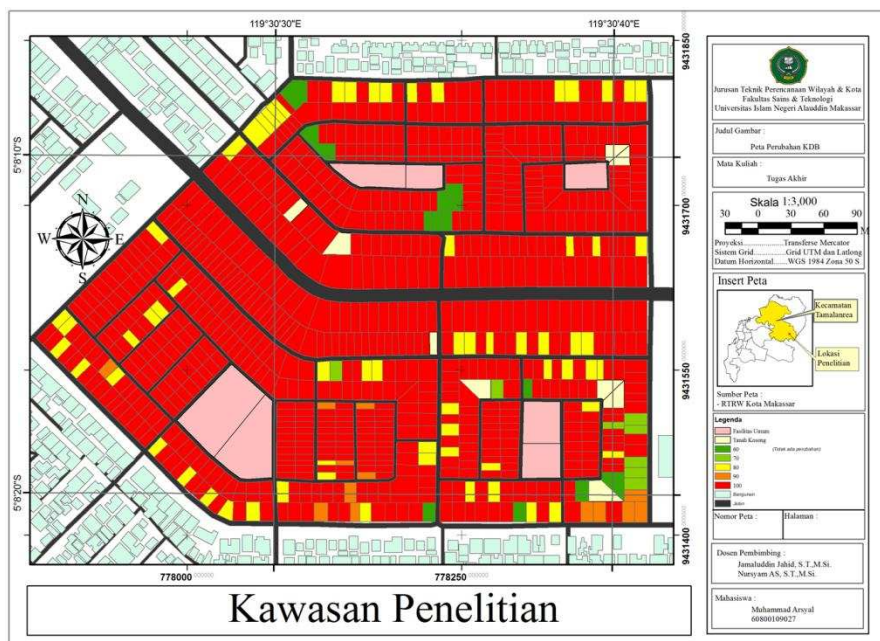 119°30'30"E
119°30'40"E
5°8'10"S
5°8'20"S
9431850
9431700
9431550
9431400
778000
778250
N
W
E
S
Kawasan Penelitian
Jurusan Teknik Perencanaan Wilayah & Kota
Fakultas Sains & Teknologi
Universitas Islam Negeri Alauddin Makassar
Judul Gambar :
Peta Perubahan KDB
Mata Kuliah :
Tugas Akhir
Skala 1:3,000
30 0 30 60 90
M
Proyeksi....................Transferse Mercator
Sistem Grid..............Grid UTM dan Latlong
Datum Horizontal......WGS 1984 Zona 50 S
Insert Peta
Kecamatan
Tamalanrea
Lokasi
Penelitian
Sumber Peta :
- RTRW Kota Makassar
Legenda
Fasilitas Umum
Tanah Kosong
60 (Tidak ada perubahan)
70
80
90
100
Bangunan
Jalan
Nomor Peta :
Halaman :
Dosen Pembimbing :
Jamaluddin Jahid, S.T.,M.Si.
Nursyam AS, S.T.,M.Si.
Mahasiswa :
Muhammad Arsyal
60800109027